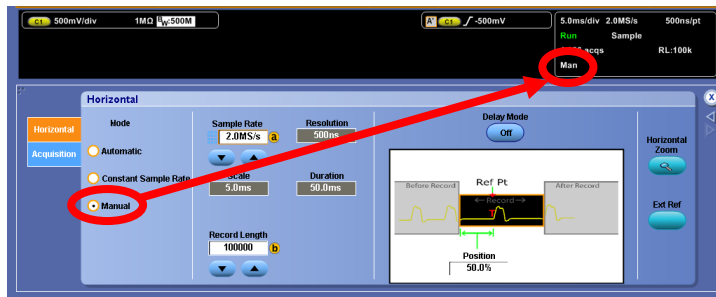 C1 500mV/div 1MΩ BW:500M
A' C1 -500mV
5.0ms/div 2.0MS/s 500ns/pt
Run Sample
acqs RL:100k
Man
Horizontal
Horizontal
Acquisition
Mode
Automatic
Constant Sample Rate
Manual
Sample Rate
2.0MS/s a
Resolution
500ns
Scale
5.0ms
Duration
50.0ms
Record Length
100000 b
Delay Mode
Off
Before Record
Ref Pt
Record
After Record
Position
50.0%
Horizontal
Zoom
Ext Ref
X